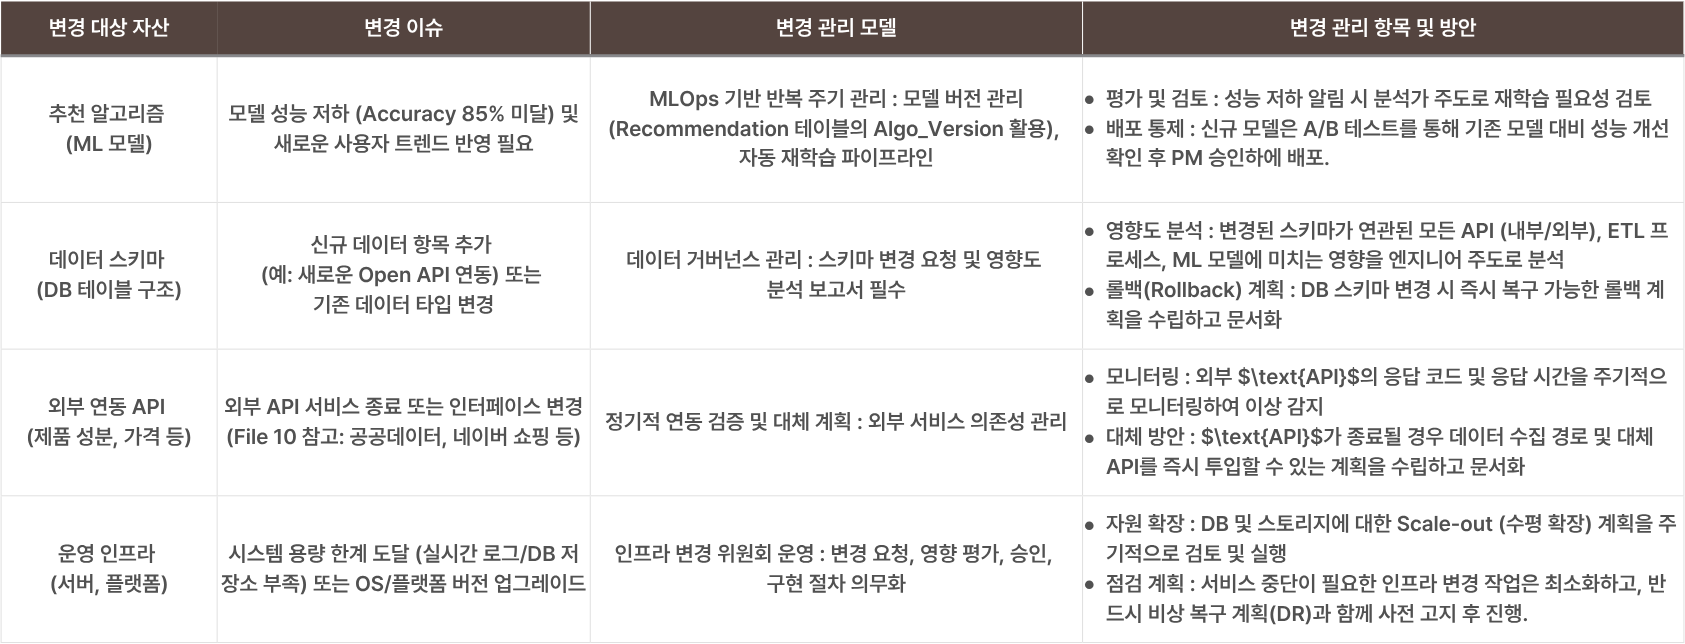 변경 대상 자산
변경 이슈
변경 관리 모델
변경 관리 항목 및 방안
추천 알고리즘
(ML 모델)
모델 성능 저하 (Accuracy 85% 미달) 및
새로운 사용자 트렌드 반영 필요
MLOps 기반 반복 주기 관리 : 모델 버전 관리
(Recommendation 테이블의 Algo_Version 활용),
자동 재학습 파이프라인
● 평가 및 검토 : 성능 저하 알림 시 분석가 주도로 재학습 필요성 검토
● 배포 통제 : 신규 모델은 A/B 테스트를 통해 기존 모델 대비 성능 개선
확인 후 PM 승인하에 배포.
데이터 스키마
(DB 테이블 구조)
신규 데이터 항목 추가
(예: 새로운 Open API 연동) 또는
기존 데이터 타입 변경
데이터 거버넌스 관리 : 스키마 변경 요청 및 영향도
분석 보고서 필수
● 영향도 분석 : 변경된 스키마가 연관된 모든 API (내부/외부), ETL 프
로세스, ML 모델에 미치는 영향을 엔지니어 주도로 분석
● 롤백(Rollback) 계획 : DB 스키마 변경 시 즉시 복구 가능한 롤백 계
획을 수립하고 문서화
외부 연동 API
(제품 성분, 가격 등)
외부 API 서비스 종료 또는 인터페이스 변경
(File 10 참고: 공공데이터, 네이버 쇼핑 등)
정기적 연동 검증 및 대체 계획 : 외부 서비스 의존성 관리
● 모니터링 : 외부 $\text{API}$의 응답 코드 및 응답 시간을 주기적으
로 모니터링하여 이상 감지
● 대체 방안 : $\text{API}$가 종료될 경우 데이터 수집 경로 및 대체
API를 즉시 투입할 수 있는 계획을 수립하고 문서화
운영 인프라
(서버, 플랫폼)
시스템 용량 한계 도달 (실시간 로그/DB 저
장소 부족) 또는 OS/플랫폼 버전 업그레이드
인프라 변경 위원회 운영 : 변경 요청, 영향 평가, 승인,
구현 절차 의무화
● 자원 확장 : DB 및 스토리지에 대한 Scale-out (수평 확장) 계획을 주
기적으로 검토 및 실행
● 점검 계획 : 서비스 중단이 필요한 인프라 변경 작업은 최소화하고, 반
드시 비상 복구 계획(DR)과 함께 사전 고지 후 진행.